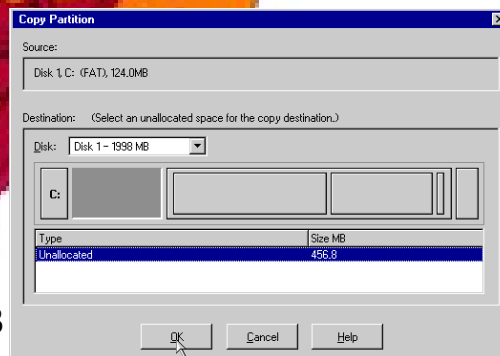 Copy Partition
Source:
Disk 1, C: (FAT), 124.0MB
Destination: (Select an unallocated space for the copy destination.)
Disk: Disk 1 - 1998 MB
C:
Type Size MB
Unallocated 456.8
OK Cancel Help